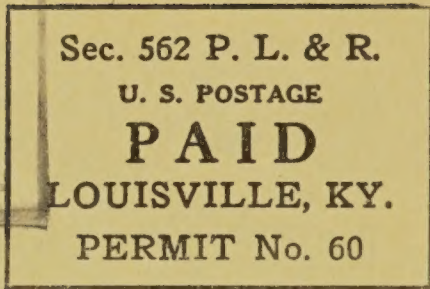 Sec. 562 P. L. & R.
U. S. POSTAGE
PAID
LOUISVILLE, KY.
PERMIT No. 60